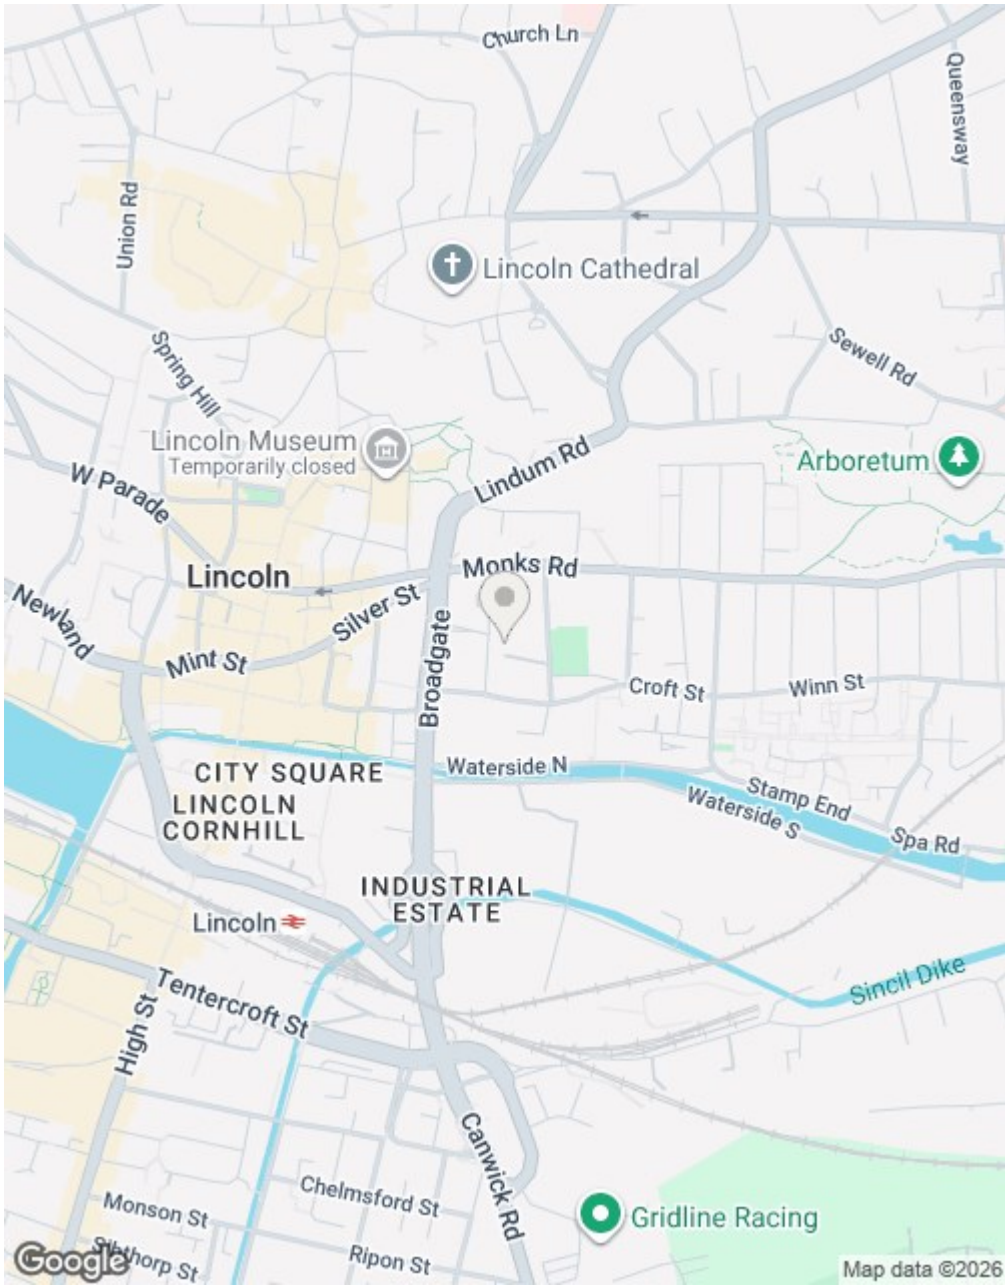 Church Ln
Queensway
Union Rd
Lincoln Cathedral
Spring Hill
Sewell Rd
Lincoln Museum
Temporarily closed
Lindum Rd
Arboretum
W Parade
Monks Rd
Lincoln
Newland
Silver St
Mint St
Broadgate
Croft St
Winn St
Waterside N
CITY SQUARE
LINCOLN
CORNHILL
Stamp End
Waterside S
Spa Rd
INDUSTRIAL
ESTATE
Lincoln
Sincil Dike
Tentercroft St
High St
Canwick Rd
Chelmsford St
Monson St
Gridline Racing
Sibthorp St
Ripon St
Google
Map data ©2026